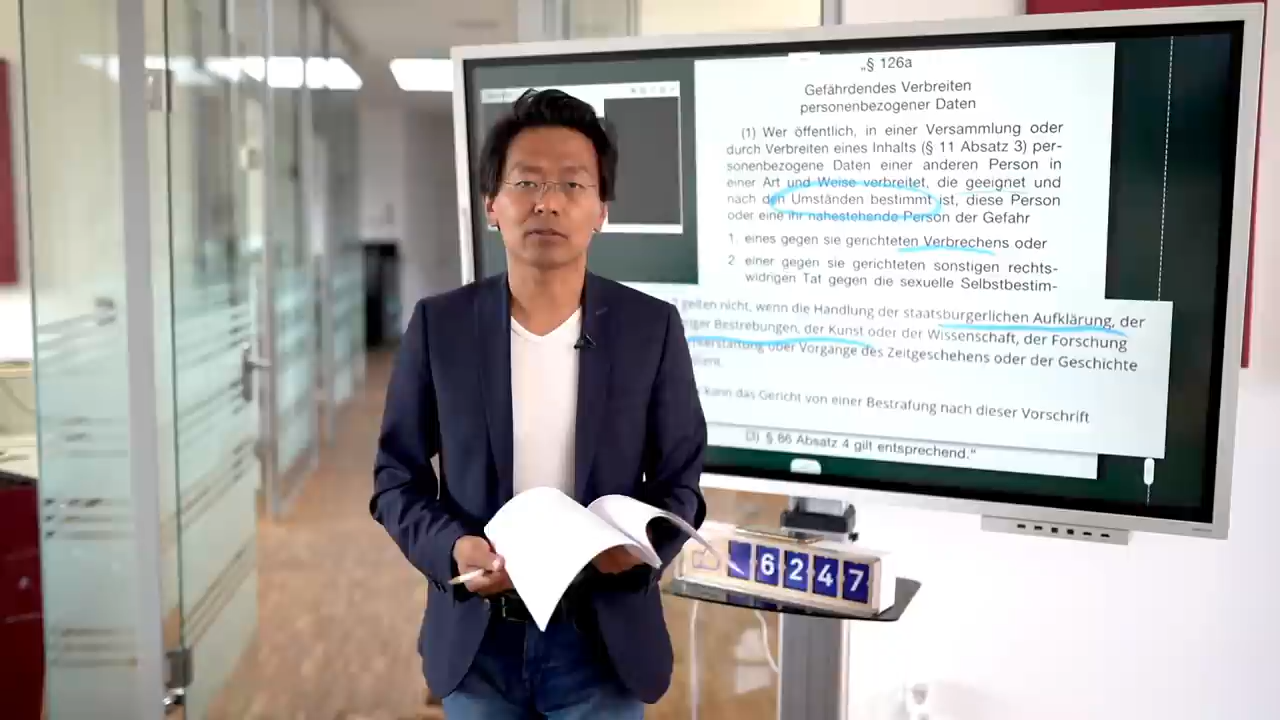 „§ 126a
Gefährdendes Verbreiten
personenbezogener Daten
(1) Wer öffentlich, in einer Versammlung oder
durch Verbreiten eines Inhalts (§ 11 Absatz 3) per-
sonenbezogene Daten einer anderen Person in
einer Art und Weise verbreitet, die geeignet und
nach den Umständen bestimmt ist, diese Person
oder eine ihr nahestehende Person der Gefahr
1. eines gegen sie gerichteten Verbrechens oder
2 einer gegen sie gerichteten sonstigen rechts-
widrigen Tat gegen die sexuelle Selbstbestim-
gelten nicht, wenn die Handlung der staatsbürgerlichen Aufklärung, der
Bestrebungen, der Kunst oder der Wissenschaft, der Forschung
über Vorgänge des Zeitgeschehens oder der Geschichte
kann das Gericht von einer Bestrafung nach dieser Vorschrift
(3) § 86 Absatz 4 gilt entsprechend.“
6247